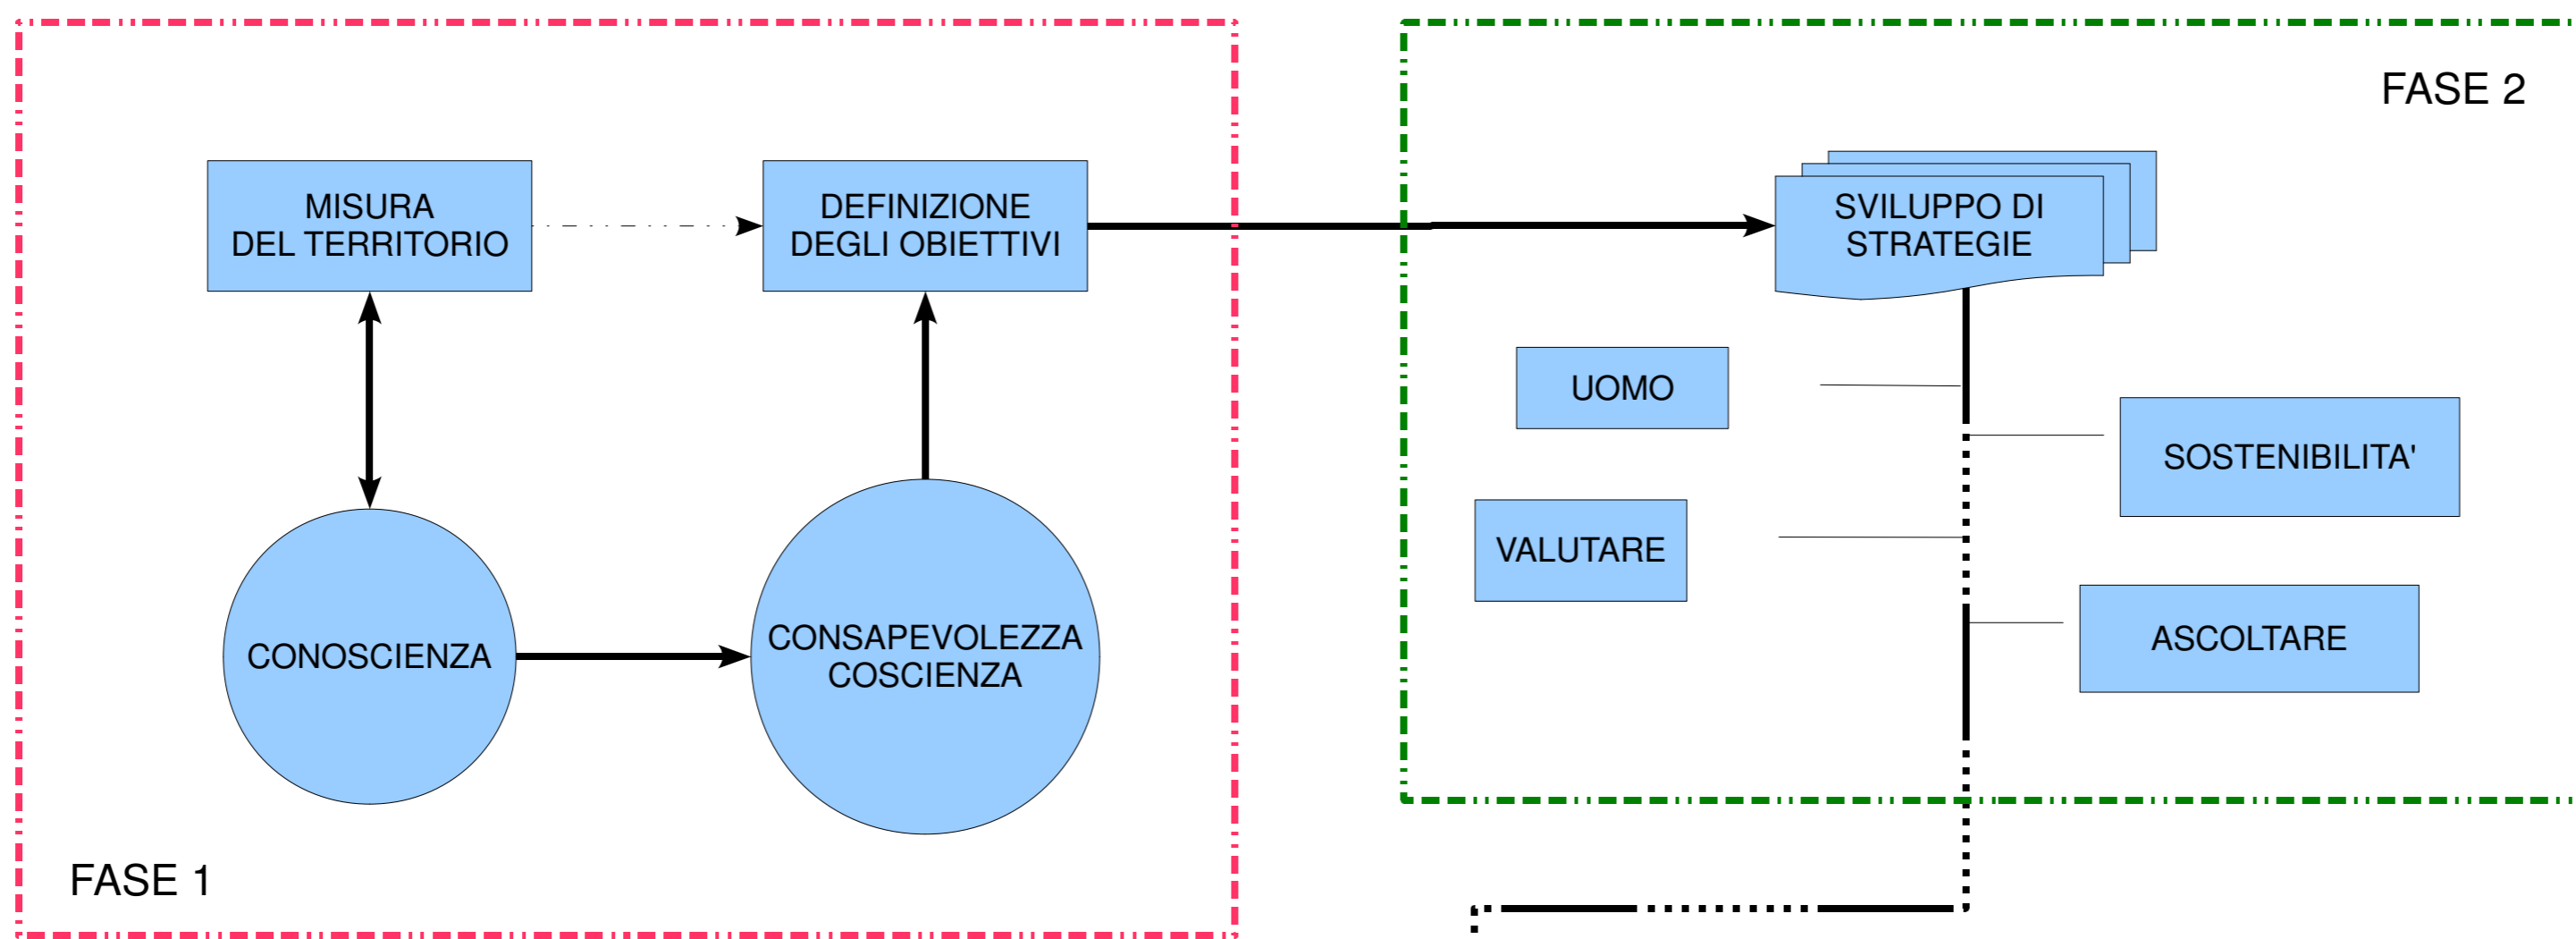 FASE 2
MISURA
DEL TERRITORIO
DEFINIZIONE
DEGLI OBIETTIVI
SVILUPPO DI
STRATEGIE
UOMO
SOSTENIBILITA'
VALUTARE
ASCOLTARE
CONOSCIENZA
CONSAPEVOLEZZA
COSCIENZA
FASE 1